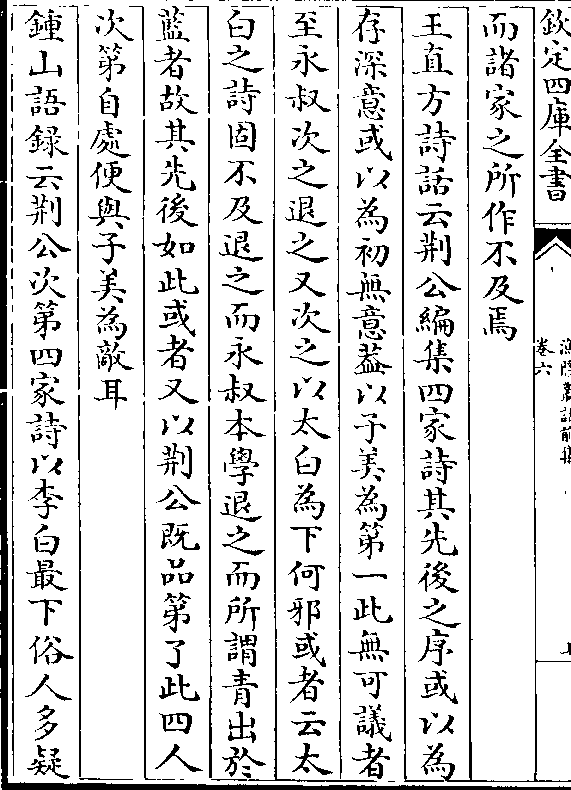 欽定四庫全書
漁隱叢話前集
卷六
而諸家之所作不及焉
王直方詩話云荆公編集四家詩其先後之序或以為
存深意或以為初無意葢以子美為第一此無可議者
至永叔次之退之又次之以太白為下何邪或者云太
白之詩固不及退之而永叔本學退之而所謂青出於
藍者故其先後如此或者又以荆公既品第了此四人
次第自處便與子美為敵耳
鍾山語録云荆公次第四家詩以李白最下俗人多疑